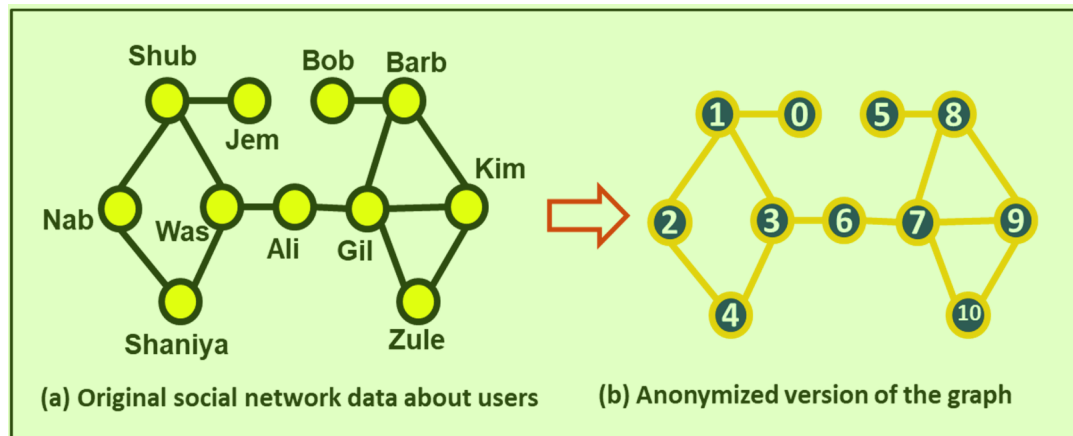 Shub
Bob
Barb
Jem
Kim
Nab
Was
Ali
Gil
Shaniya
Zule
(a) Original social network data about users
1
0
5
8
2
3
6
7
9
4
10
(b) Anonymized version of the graph